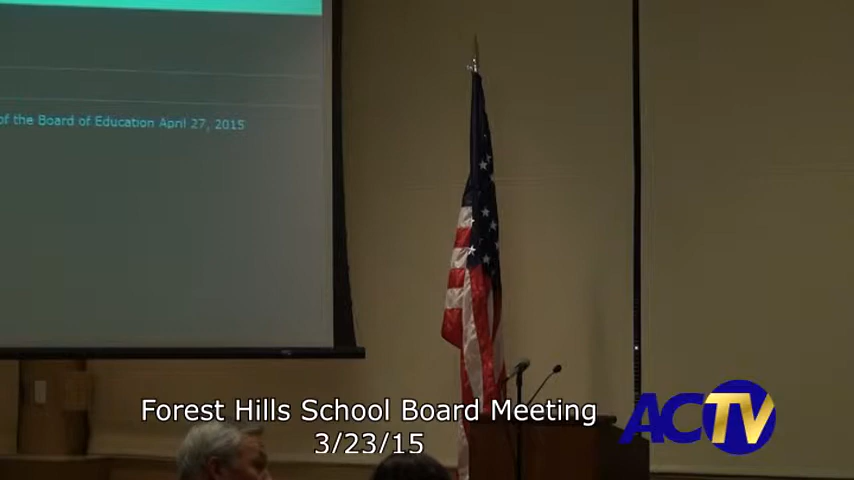 of the Board of Education April 27, 2015
Forest Hills School Board Meeting
3/23/15
ACTV